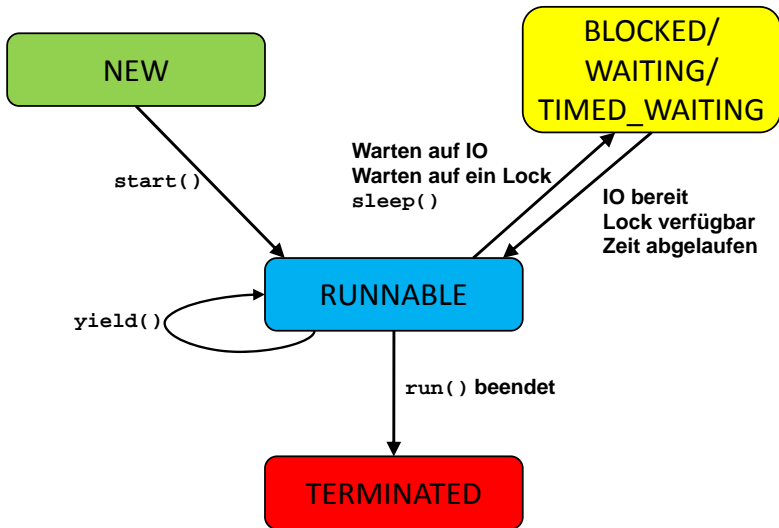 NEW
BLOCKED/
WAITING/
TIMED_WAITING
start()
Warten auf IO
Warten auf ein Lock
sleep()
IO bereit
Lock verfügbar
Zeit abgelaufen
RUNNABLE
yield()
run() beendet
TERMINATED